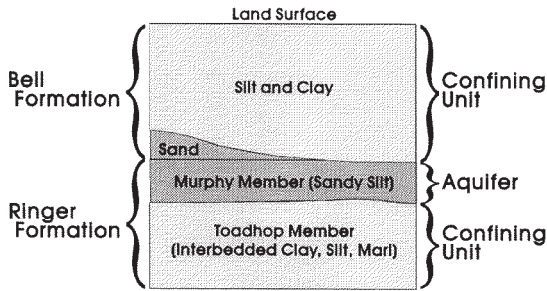 Land Surface
Bell
Formation
Silt and Clay
Confining
Unit
Sand
Murphy Member (Sandy Silt)
Aquifer
Ringer
Formation
Toadhop Member
(Interbedded Clay, Silt, Marl)
Confining
Unit